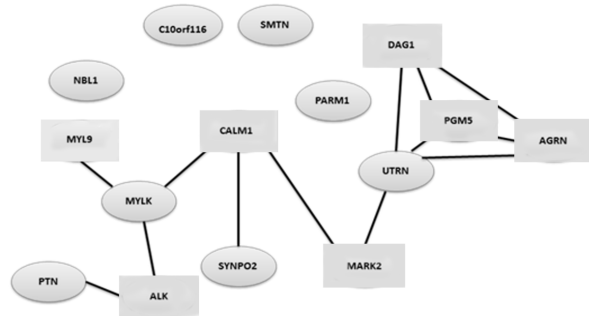 C10orf116
SMTN
DAG1
NBL1
PARM1
PGM5
MYL9
CALM1
AGRN
UTRN
MYLK
SYNPO2
MARK2
PTN
ALK